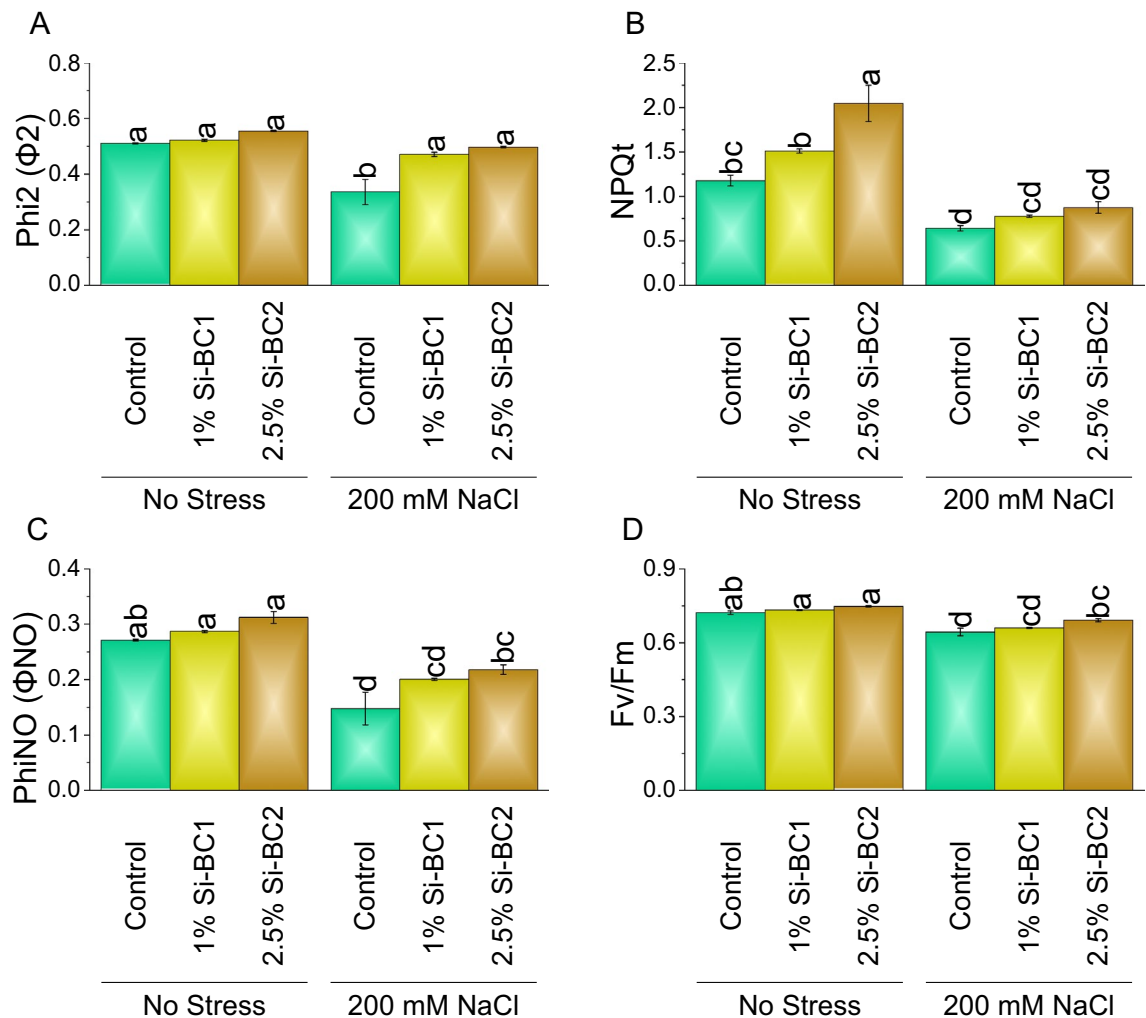 A
Phi2 (Φ2)
0.8
0.6
0.4
0.2
0.0
a
a
a
b
a
a
Control
1% Si-BC1
2.5% Si-BC2
Control
1% Si-BC1
2.5% Si-BC2
No Stress
200 mM NaCl
B
NPQt
2.5
2.0
1.5
1.0
0.5
0.0
bc
b
a
d
cd
cd
Control
1% Si-BC1
2.5% Si-BC2
Control
1% Si-BC1
2.5% Si-BC2
No Stress
200 mM NaCl
C
PhiNO (ΦNO)
0.4
0.3
0.2
0.1
0.0
ab
a
a
d
cd
bc
Control
1% Si-BC1
2.5% Si-BC2
Control
1% Si-BC1
2.5% Si-BC2
No Stress
200 mM NaCl
D
Fv/Fm
0.9
0.6
0.3
0.0
ab
a
a
d
cd
bc
Control
1% Si-BC1
2.5% Si-BC2
Control
1% Si-BC1
2.5% Si-BC2
No Stress
200 mM NaCl